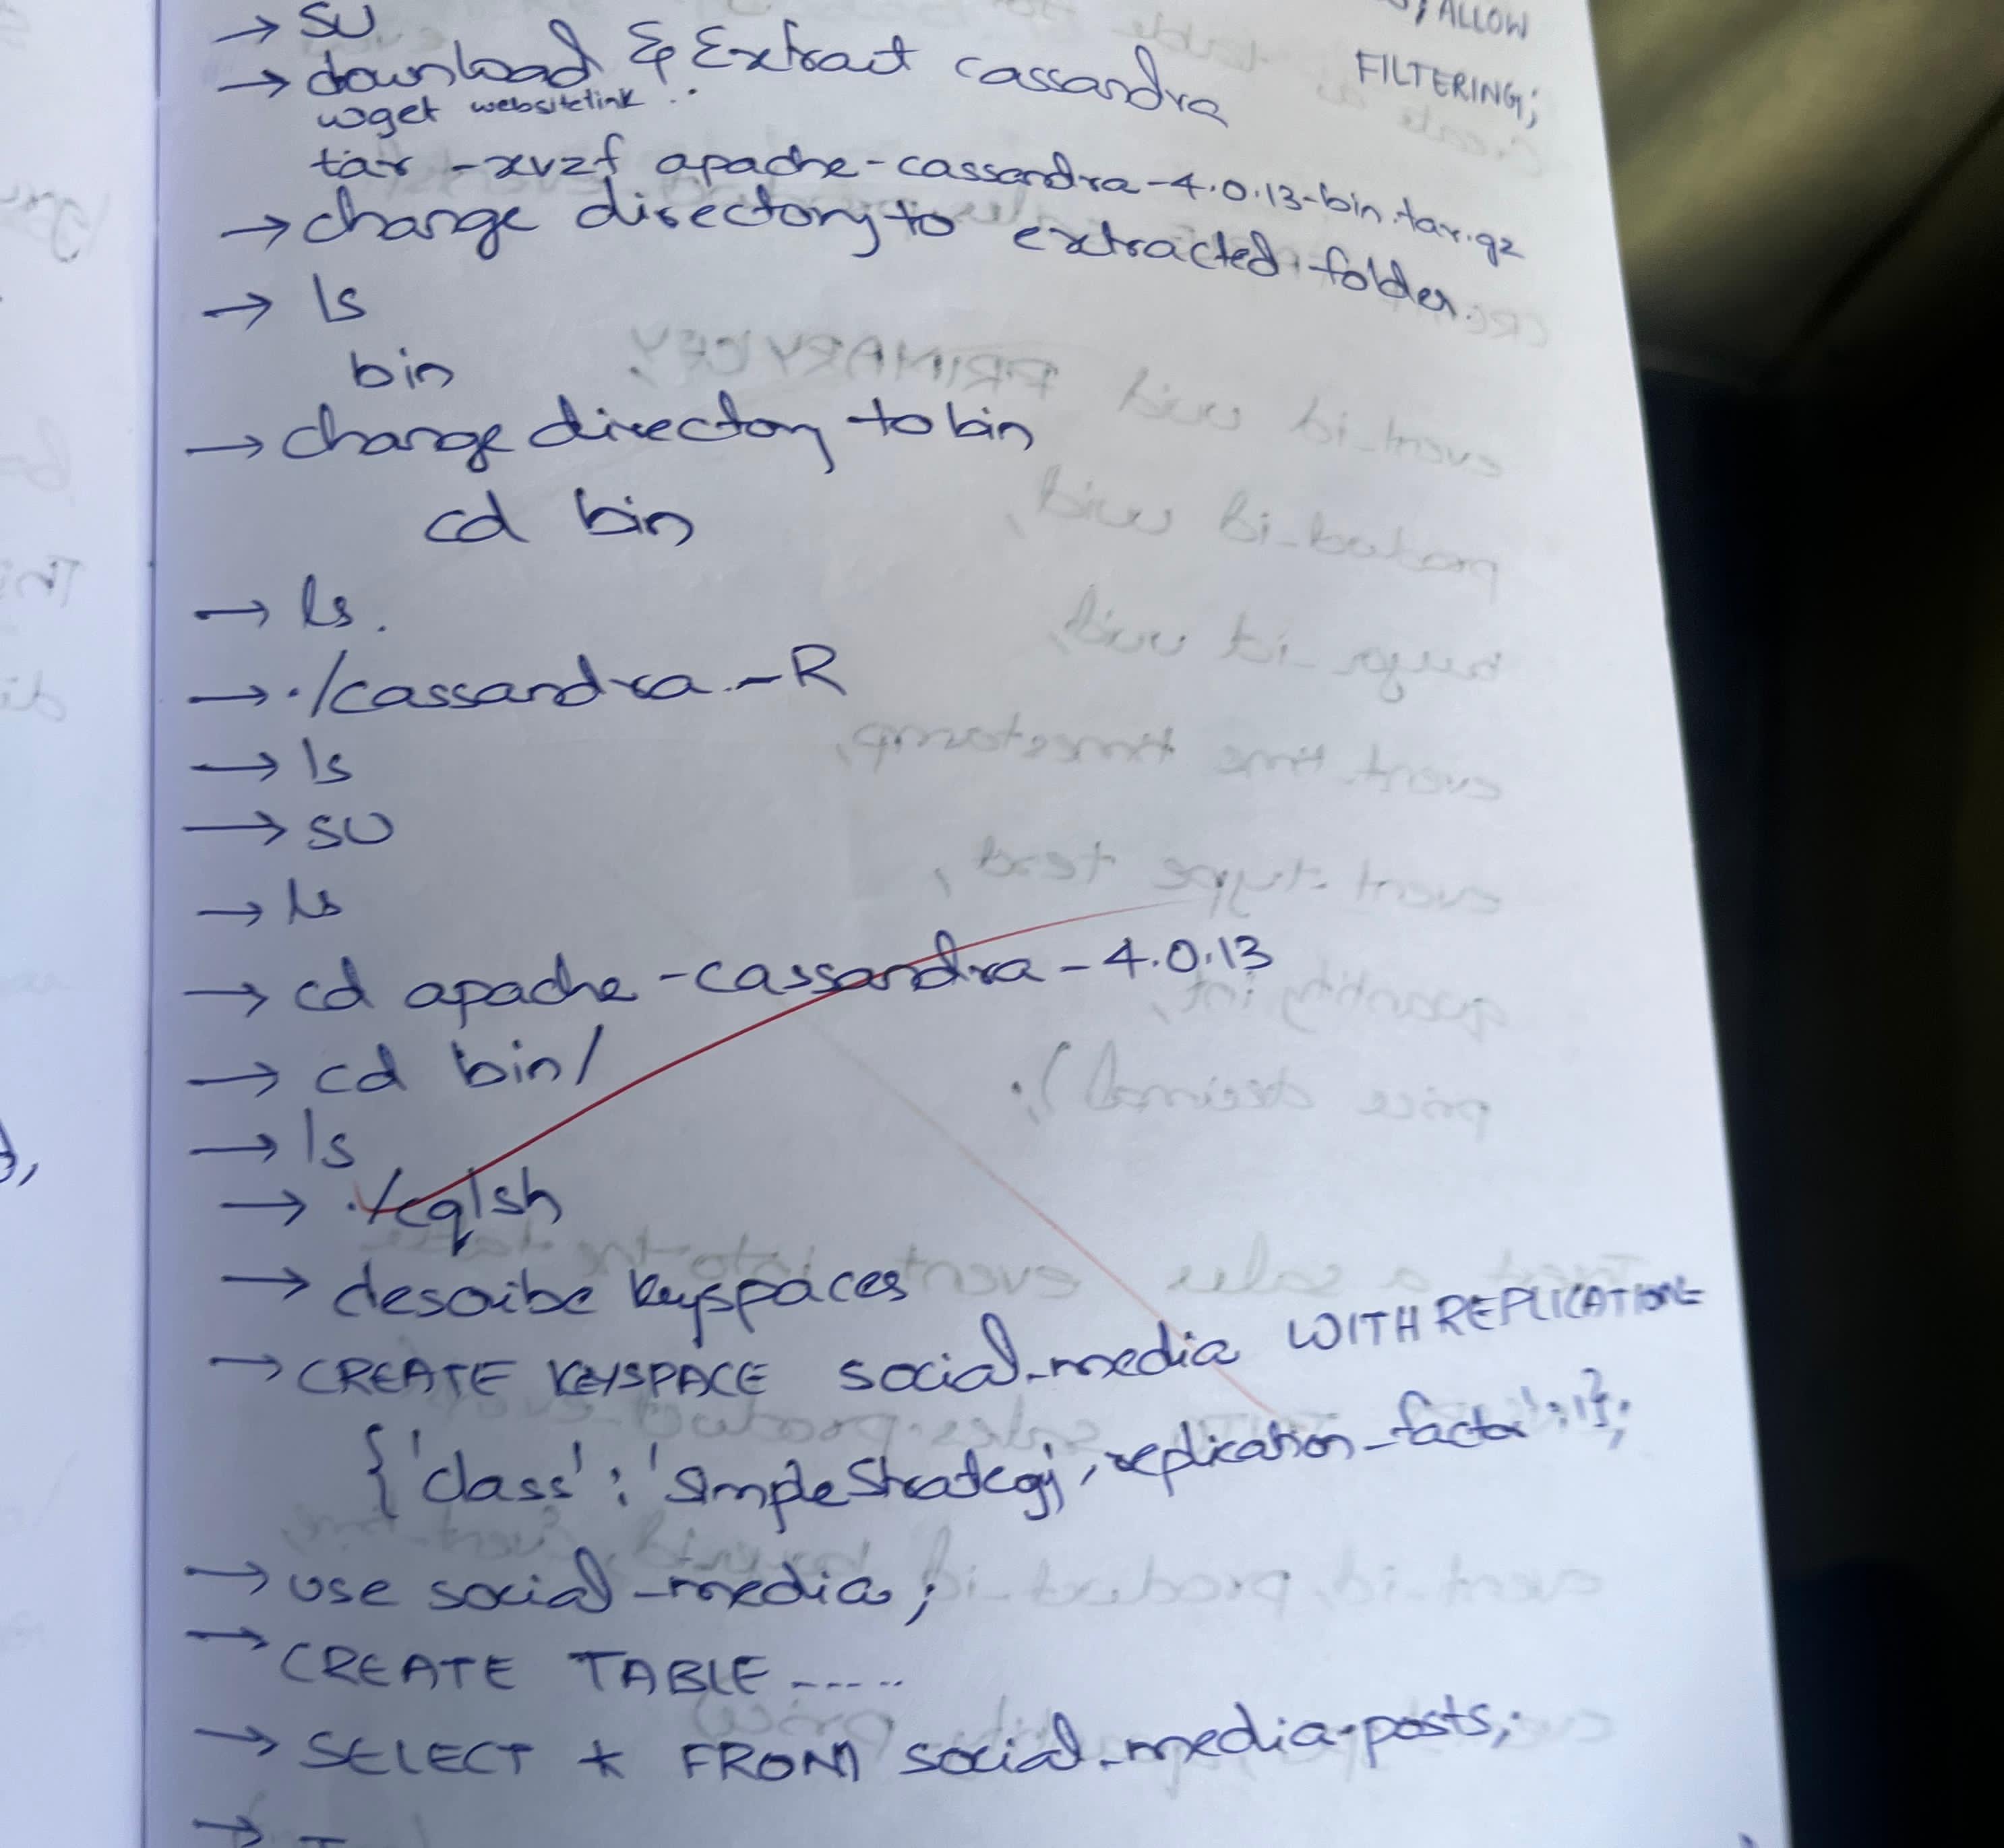 → SU
ALLOW
FILTERING;
→ download & Extract cassandra
wget websitelink ..
tar -xvzf apache-cassandra-4.0.13-bin.tar.gz
→ change directory to extracted folder.
→ ls
bin
→ change directory to bin
cd bin
→ ls.
→ ./cassandra -R
→ ls
→ SU
→ ls
→ cd apache-cassandra-4.0.13
→ cd bin/
→ ls
→ ./cqlsh
→ describe keyspaces
→ CREATE KEYSPACE social_media WITH REPLICATION=
{'class':'SimpleStrategy', replication_factor':1};
→ use social_media;
→ CREATE TABLE -----
→ SELECT * FROM social_media.posts;
→